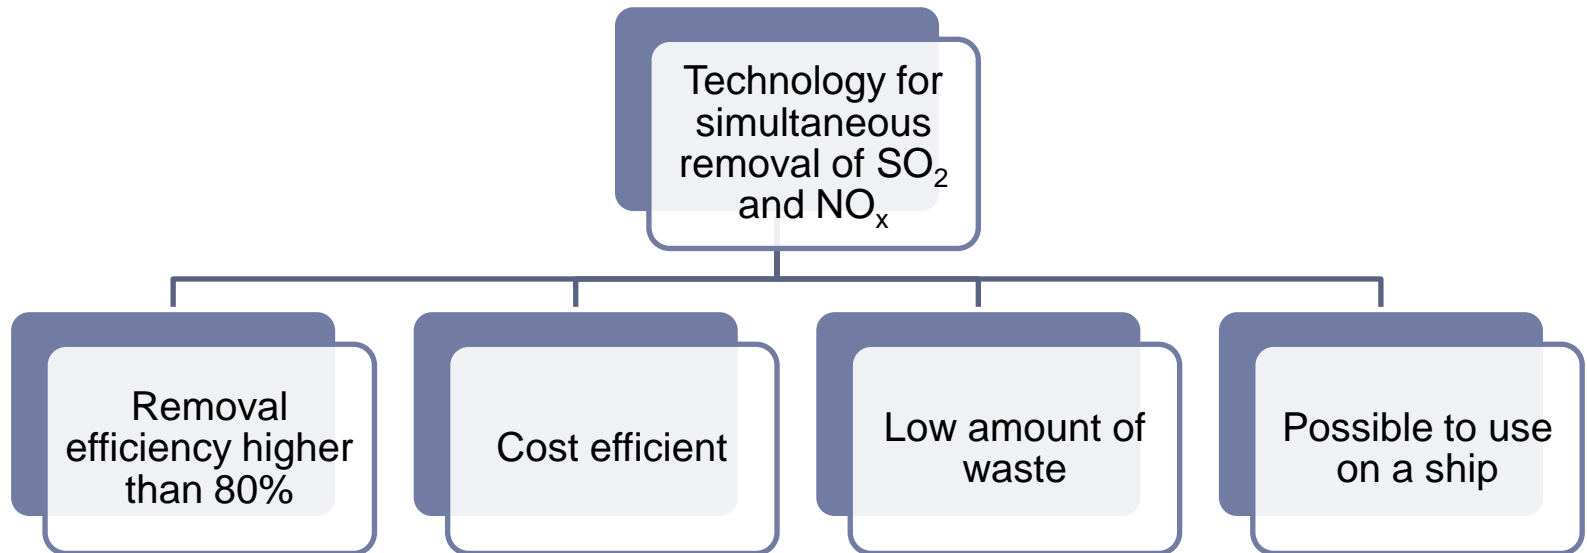 Technology for
simultaneous
removal of SO₂
and NOₓ
Removal
efficiency higher
than 80%
Cost efficient
Low amount of
waste
Possible to use
on a ship